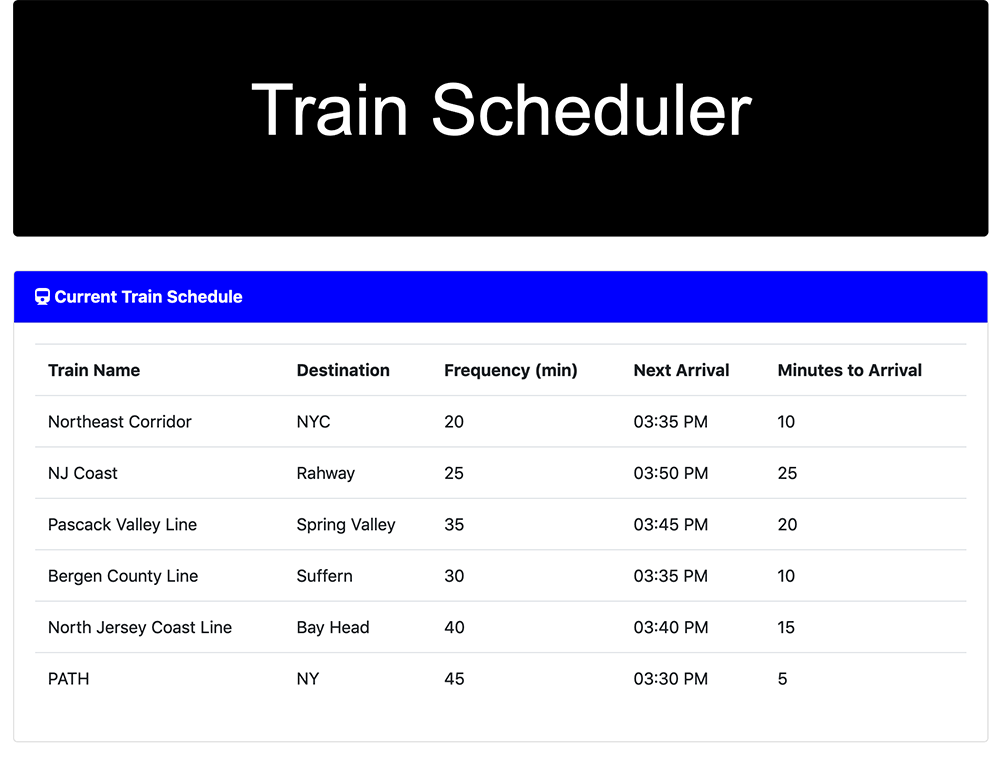 Train Scheduler
Current Train Schedule
Train Name Destination Frequency (min) Next Arrival Minutes to Arrival
Northeast Corridor NYC 20 03:35 PM 10
NJ Coast Rahway 25 03:50 PM 25
Pascack Valley Line Spring Valley 35 03:45 PM 20
Bergen County Line Suffern 30 03:35 PM 10
North Jersey Coast Line Bay Head 40 03:40 PM 15
PATH NY 45 03:30 PM 5